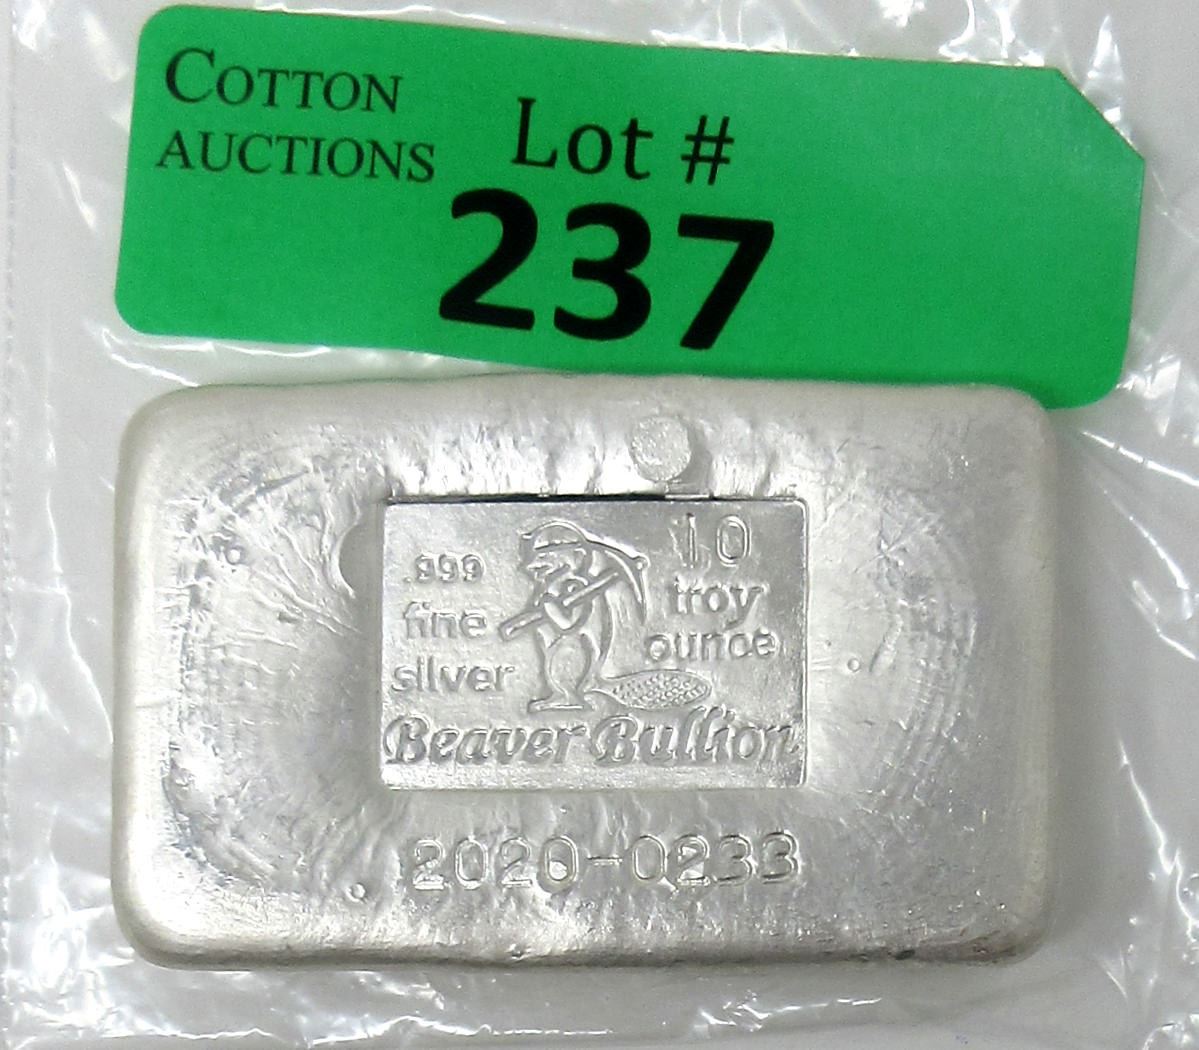 COTTON
AUCTIONS
Lot #
237
.999
fine
silver
10
troy
ounce
Beaver Bullion
2020-0233